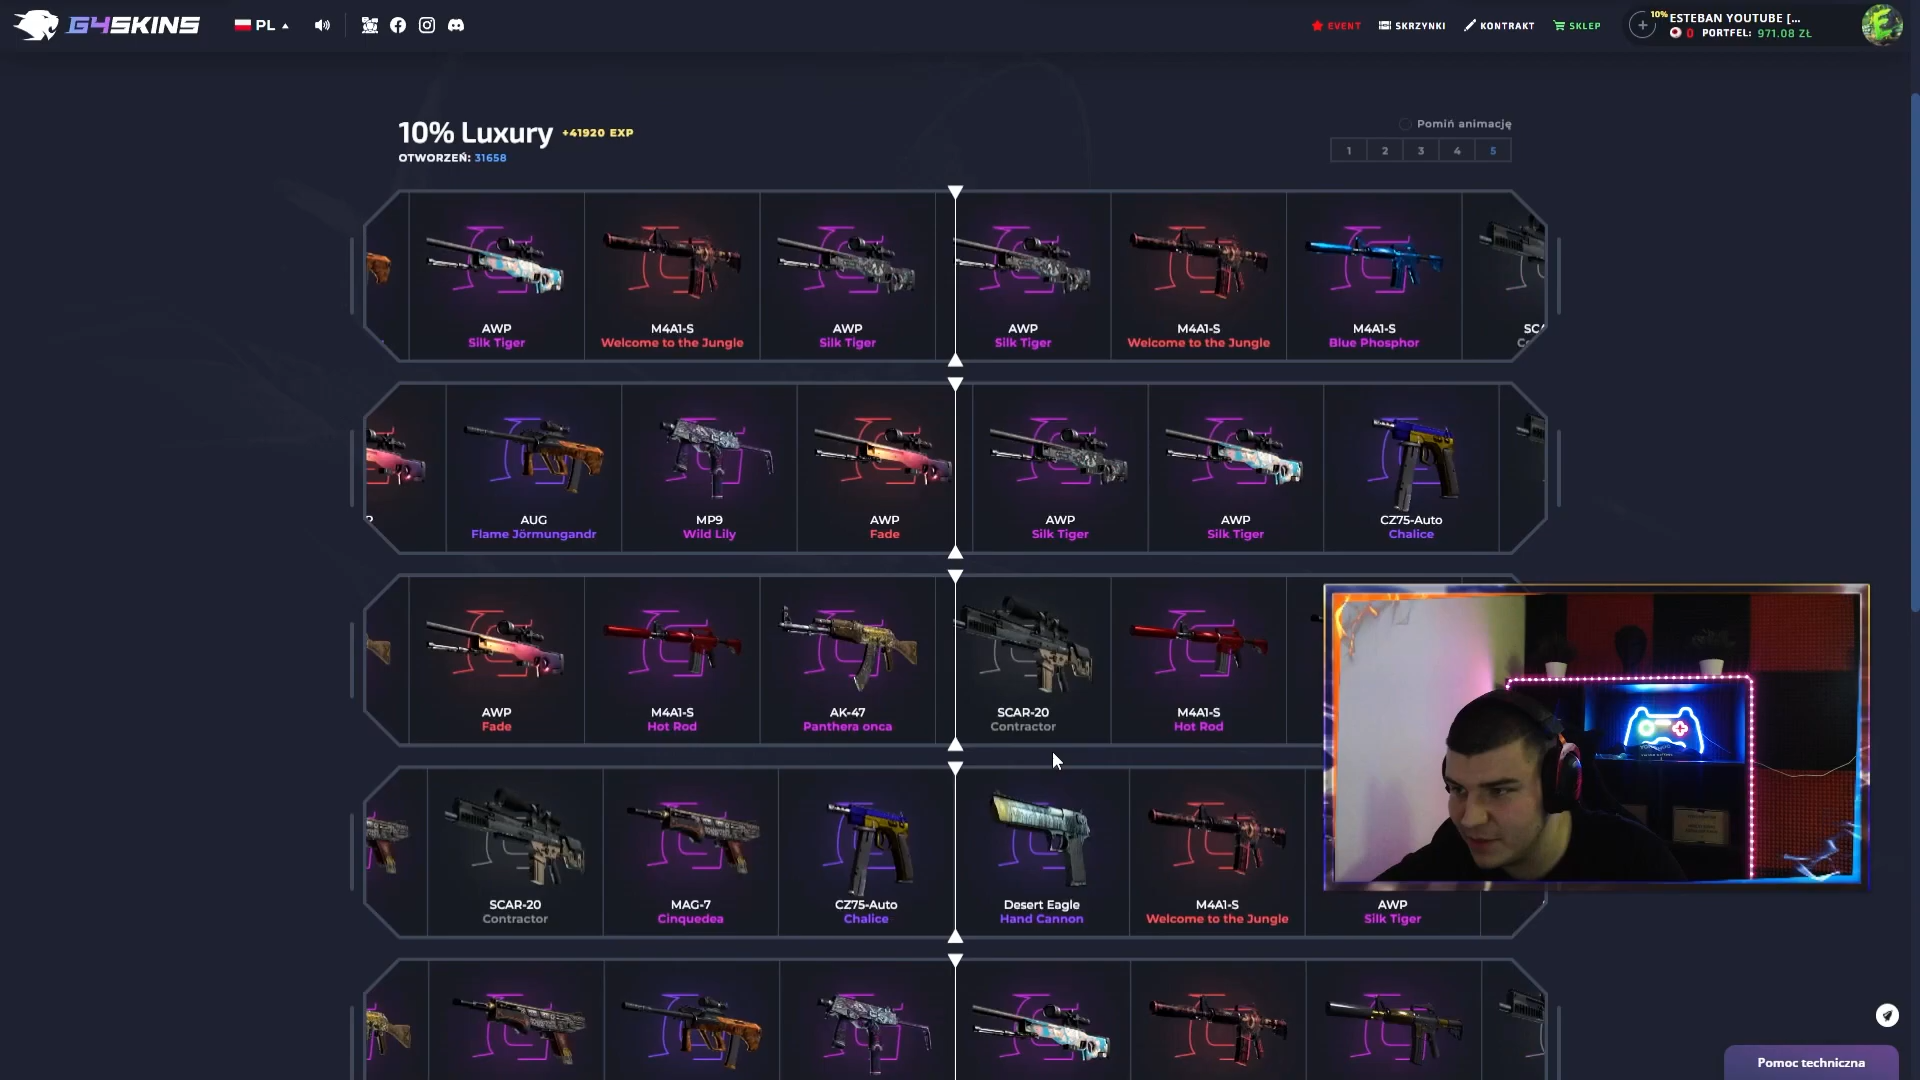 G4SKINS
PL
EVENT
SKRZYNKI
KONTRAKT
SKLEP
10%
ESTEBAN YOUTUBE [...
0 PORTFEL: 971.08 ZŁ
10% Luxury +41920 EXP
OTWORZEŃ: 31658
Pomiń animację
1 2 3 4 5
AWP
Silk Tiger
M4A1-S
Welcome to the Jungle
AWP
Silk Tiger
AWP
Silk Tiger
M4A1-S
Welcome to the Jungle
M4A1-S
Blue Phosphor
AUG
Flame Jörmungandr
MP9
Wild Lily
AWP
Fade
AWP
Silk Tiger
AWP
Silk Tiger
CZ75-Auto
Chalice
AWP
Fade
M4A1-S
Hot Rod
AK-47
Panthera onca
SCAR-20
Contractor
M4A1-S
Hot Rod
SCAR-20
Contractor
MAG-7
Cinquedea
CZ75-Auto
Chalice
Desert Eagle
Hand Cannon
M4A1-S
Welcome to the Jungle
AWP
Silk Tiger
Pomoc techniczna